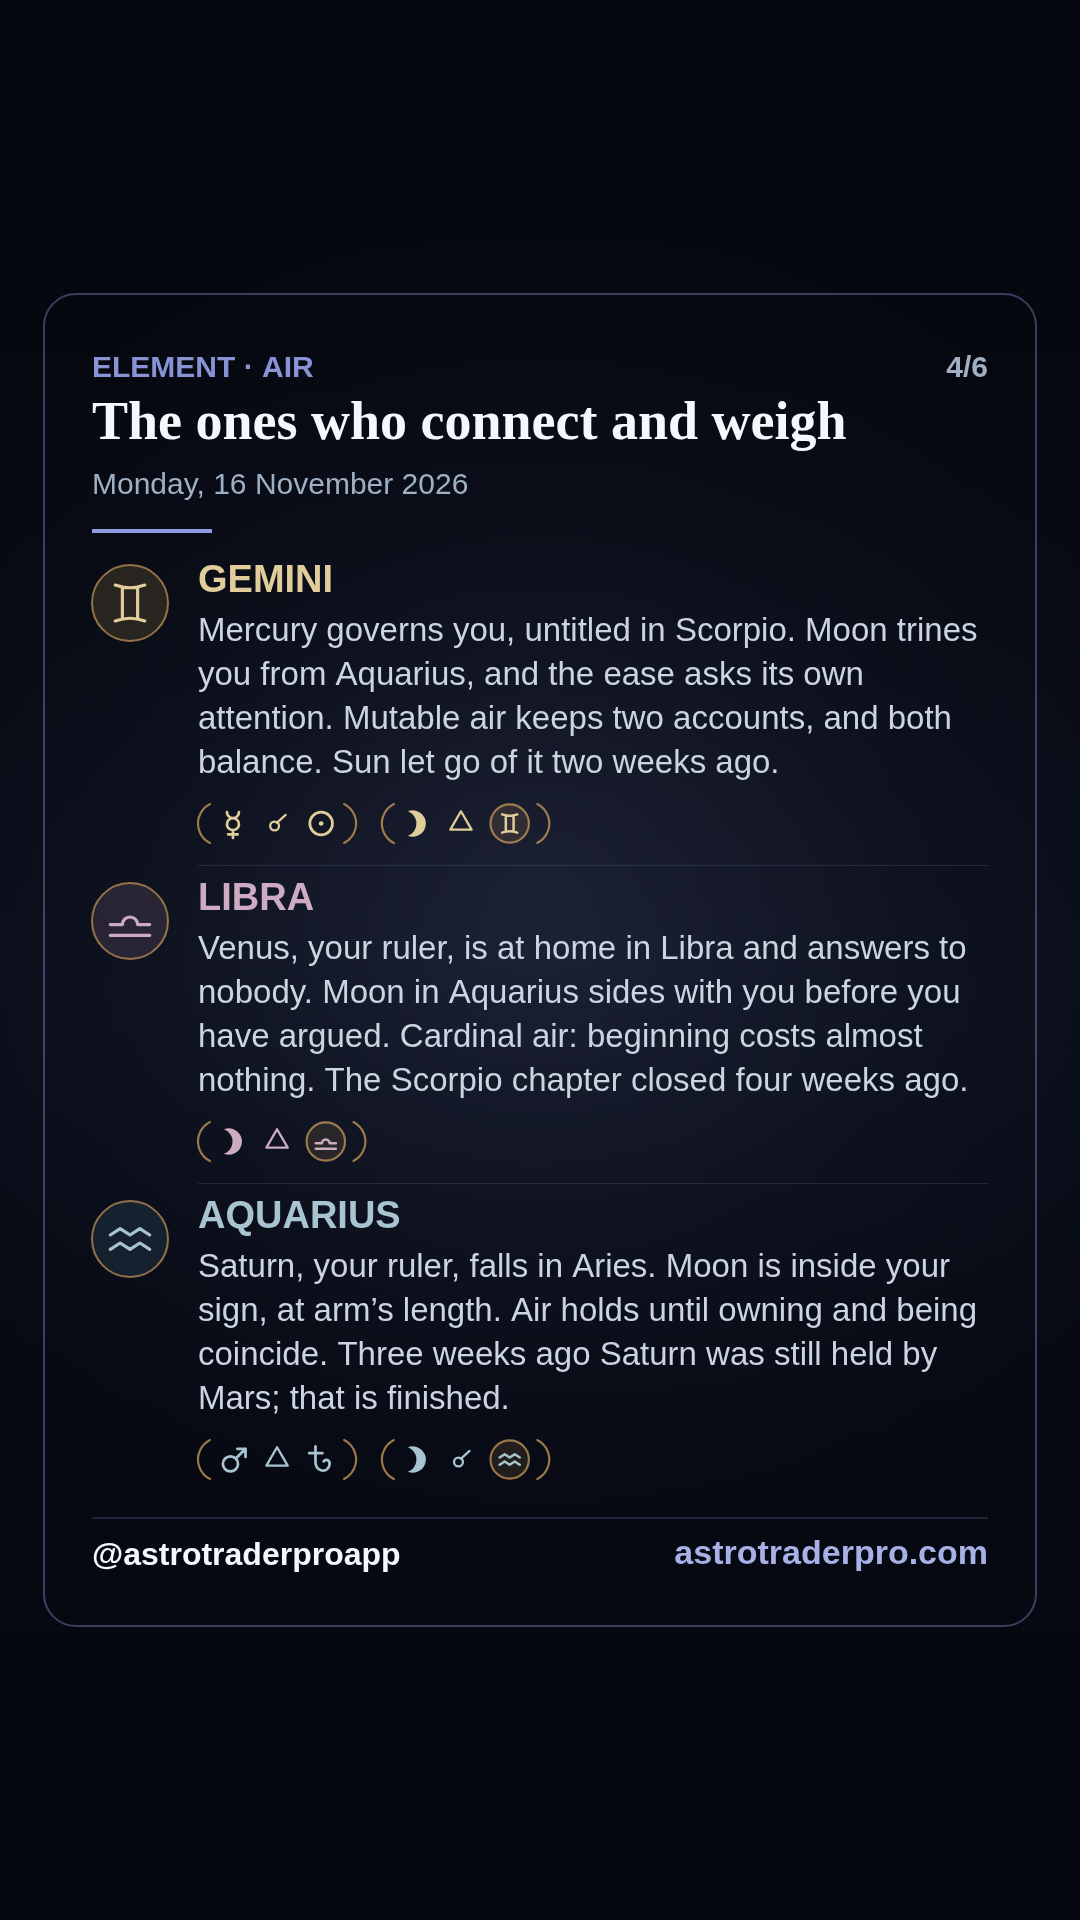 ELEMENT · AIR
4/6
The ones who connect and weigh
Monday, 16 November 2026
GEMINI
Mercury governs you, untitled in Scorpio. Moon trines
you from Aquarius, and the ease asks its own
attention. Mutable air keeps two accounts, and both
balance. Sun let go of it two weeks ago.
(☿ ☌ ☉) (☽ △ ♊)
LIBRA
Venus, your ruler, is at home in Libra and answers to
nobody. Moon in Aquarius sides with you before you
have argued. Cardinal air: beginning costs almost
nothing. The Scorpio chapter closed four weeks ago.
(☽ △ ♎)
AQUARIUS
Saturn, your ruler, falls in Aries. Moon is inside your
sign, at arm’s length. Air holds until owning and being
coincide. Three weeks ago Saturn was still held by
Mars; that is finished.
(♂ △ ♄) (☽ ☌ ♒)
@astrotraderproapp
astrotraderpro.com